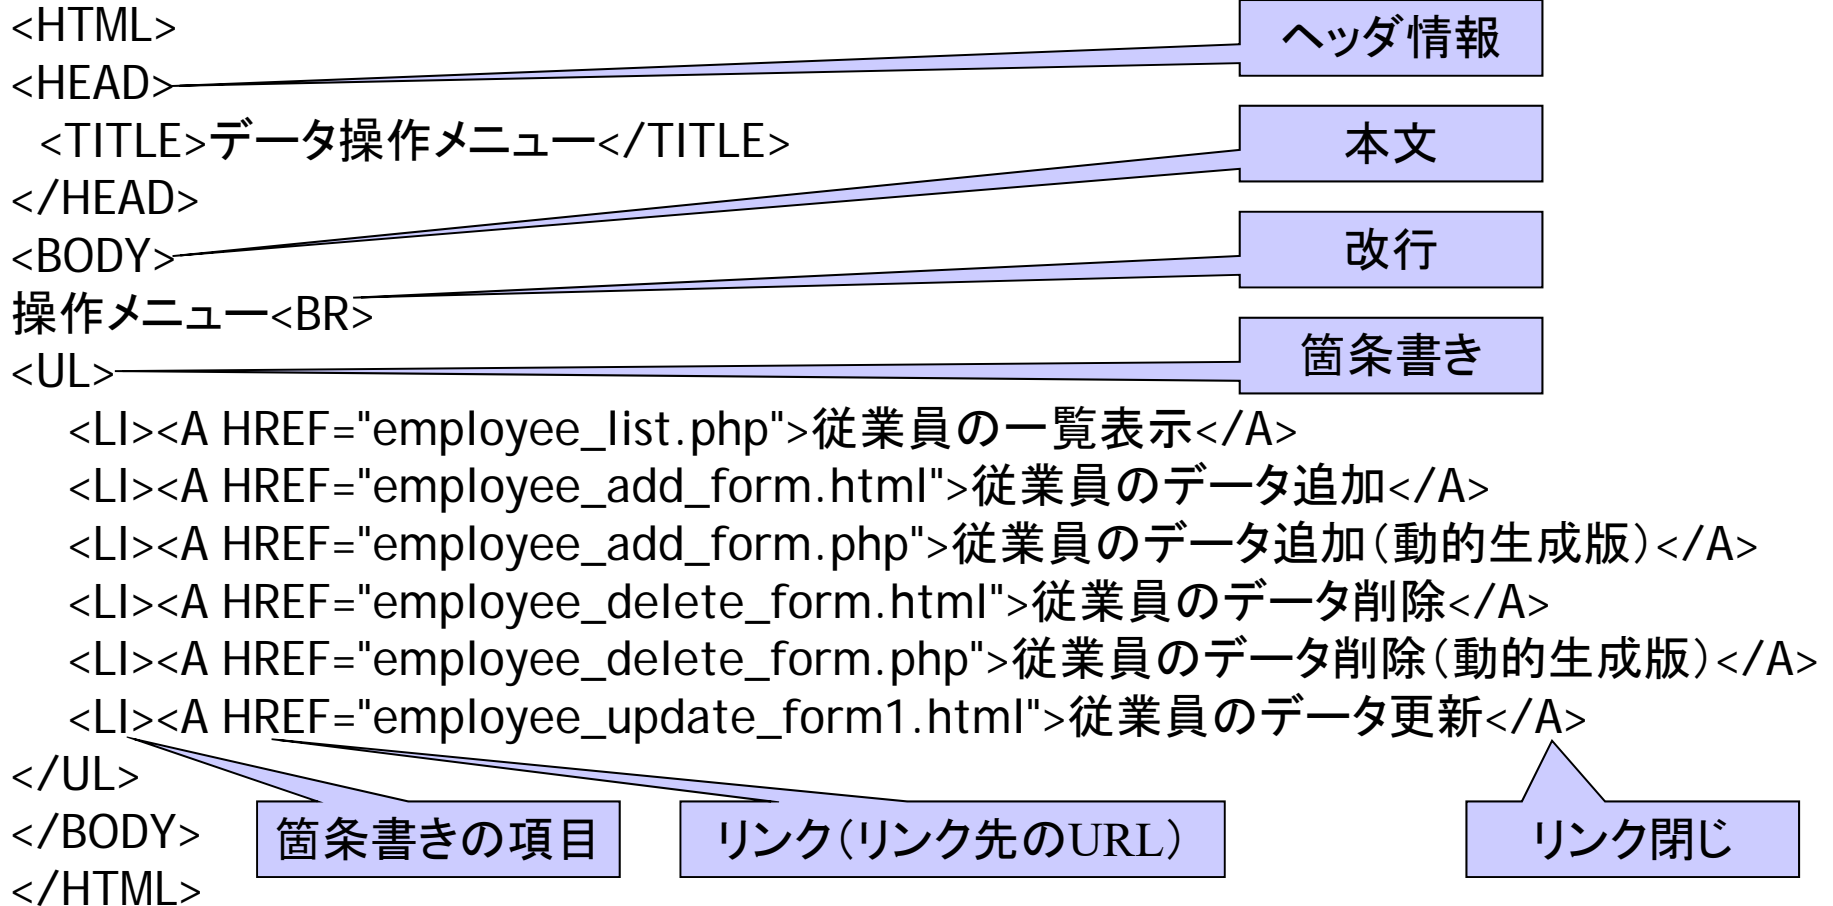 <HTML>
ヘッダ情報
<HEAD>
<TITLE>データ操作メニュー</TITLE>
本文
</HEAD>
<BODY>
改行
操作メニュー<BR>
<UL>
箇条書き
<LI><A HREF="employee_list.php">従業員の一覧表示</A>
<LI><A HREF="employee_add_form.html">従業員のデータ追加</A>
<LI><A HREF="employee_add_form.php">従業員のデータ追加（動的生成版）</A>
<LI><A HREF="employee_delete_form.html">従業員のデータ削除</A>
<LI><A HREF="employee_delete_form.php">従業員のデータ削除（動的生成版）</A>
<LI><A HREF="employee_update_form1.html">従業員のデータ更新</A>
</UL>
</BODY>
箇条書きの項目
リンク（リンク先のURL）
リンク閉じ
</HTML>